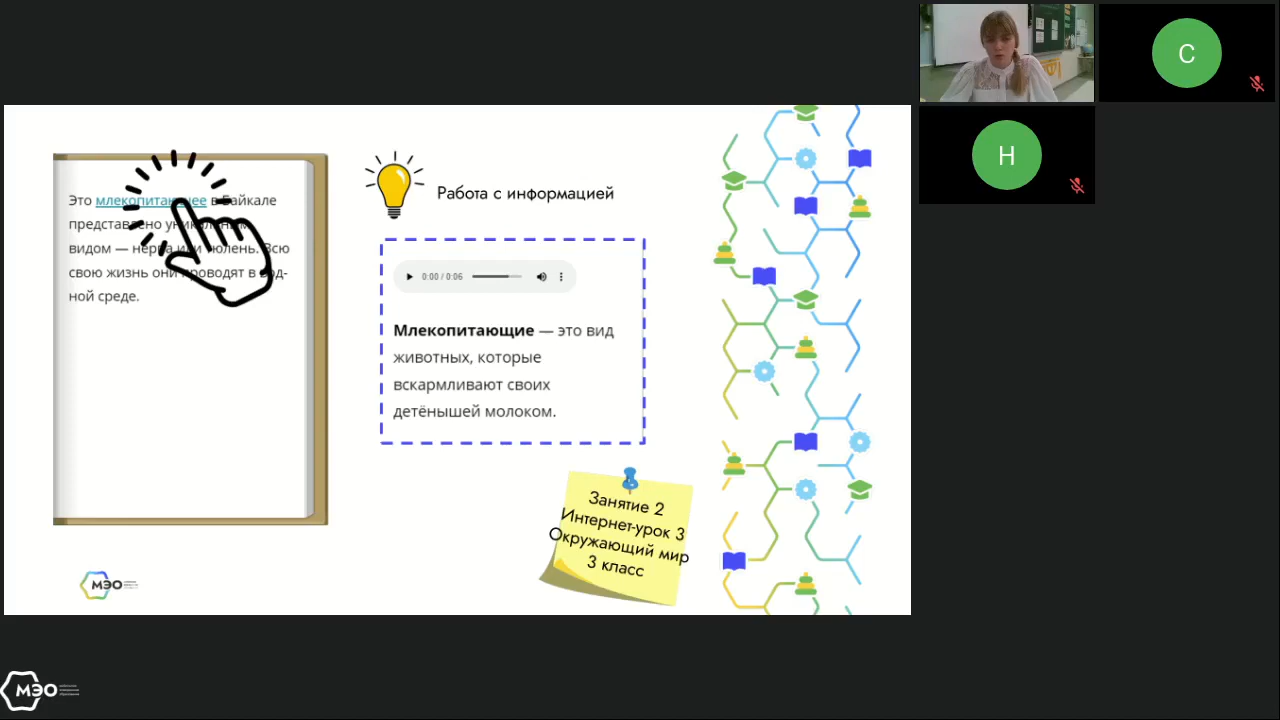 Это млекопитающее в Байкале
представлено уникальным
видом — нерпа или тюлень. Всю
свою жизнь они проводят в вод-
ной среде.
Работа с информацией
0:00 / 0:06
Млекопитающие — это вид
животных, которые
вскармливают своих
детёнышей молоком.
Занятие 2
Интернет-урок 3
Окружающий мир
3 класс
МЭО
МЭО
С
Н